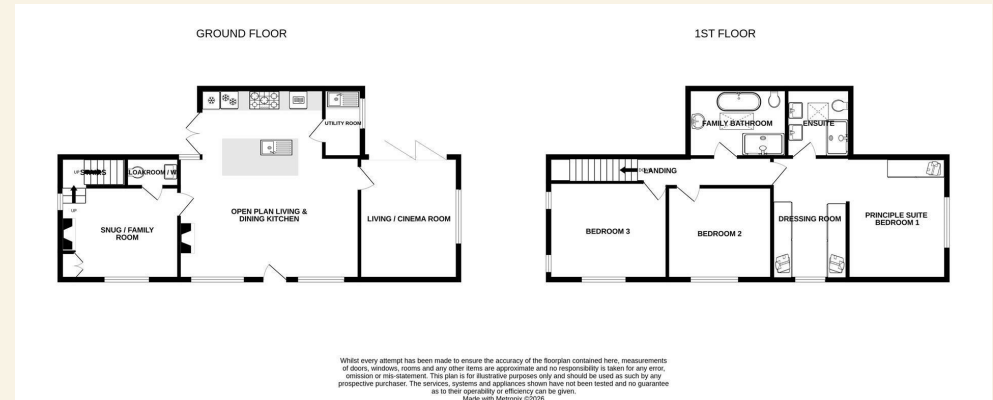 GROUND FLOOR
1ST FLOOR
UTILITY ROOM
UP
STAIRS
LOAKROOM / W
UP
SNUG / FAMILY
ROOM
OPEN PLAN LIVING &
DINING KITCHEN
LIVING / CINEMA ROOM
FAMILY BATHROOM
ENSUITE
LANDING
BEDROOM 3
BEDROOM 2
DRESSING ROOM
PRINCIPLE SUITE
BEDROOM 1
Whilst every attempt has been made to ensure the accuracy of the floorplan contained here, measurements
of doors, windows, rooms and any other items are approximate and no responsibility is taken for any error,
omission or mis-statement. This plan is for illustrative purposes only and should be used as such by any
prospective purchaser. The services, systems and appliances shown have not been tested and no guarantee
as to their operability or efficiency can be given.
Made with Metropix ©2026